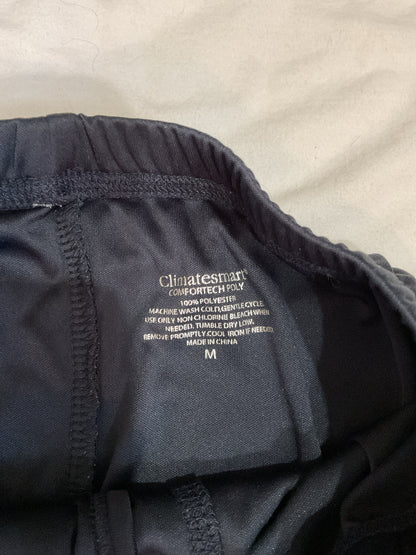 Climatesmart®
COMFORTECH POLY
100% POLYESTER
MACHINE WASH COLD,GENTLE CYCLE.
USE ONLY NON CHLORINE BLEACH WHEN
NEEDED. TUMBLE DRY LOW.
REMOVE PROMPTLY.COOL IRON IF NEEDED.
MADE IN CHINA
M